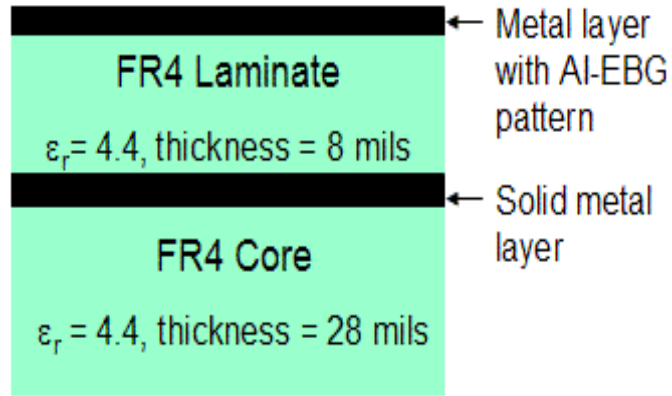 Metal layer
with AI-EBG
pattern
FR4 Laminate
εr= 4.4, thickness = 8 mils
Solid metal
layer
FR4 Core
εr = 4.4, thickness = 28 mils